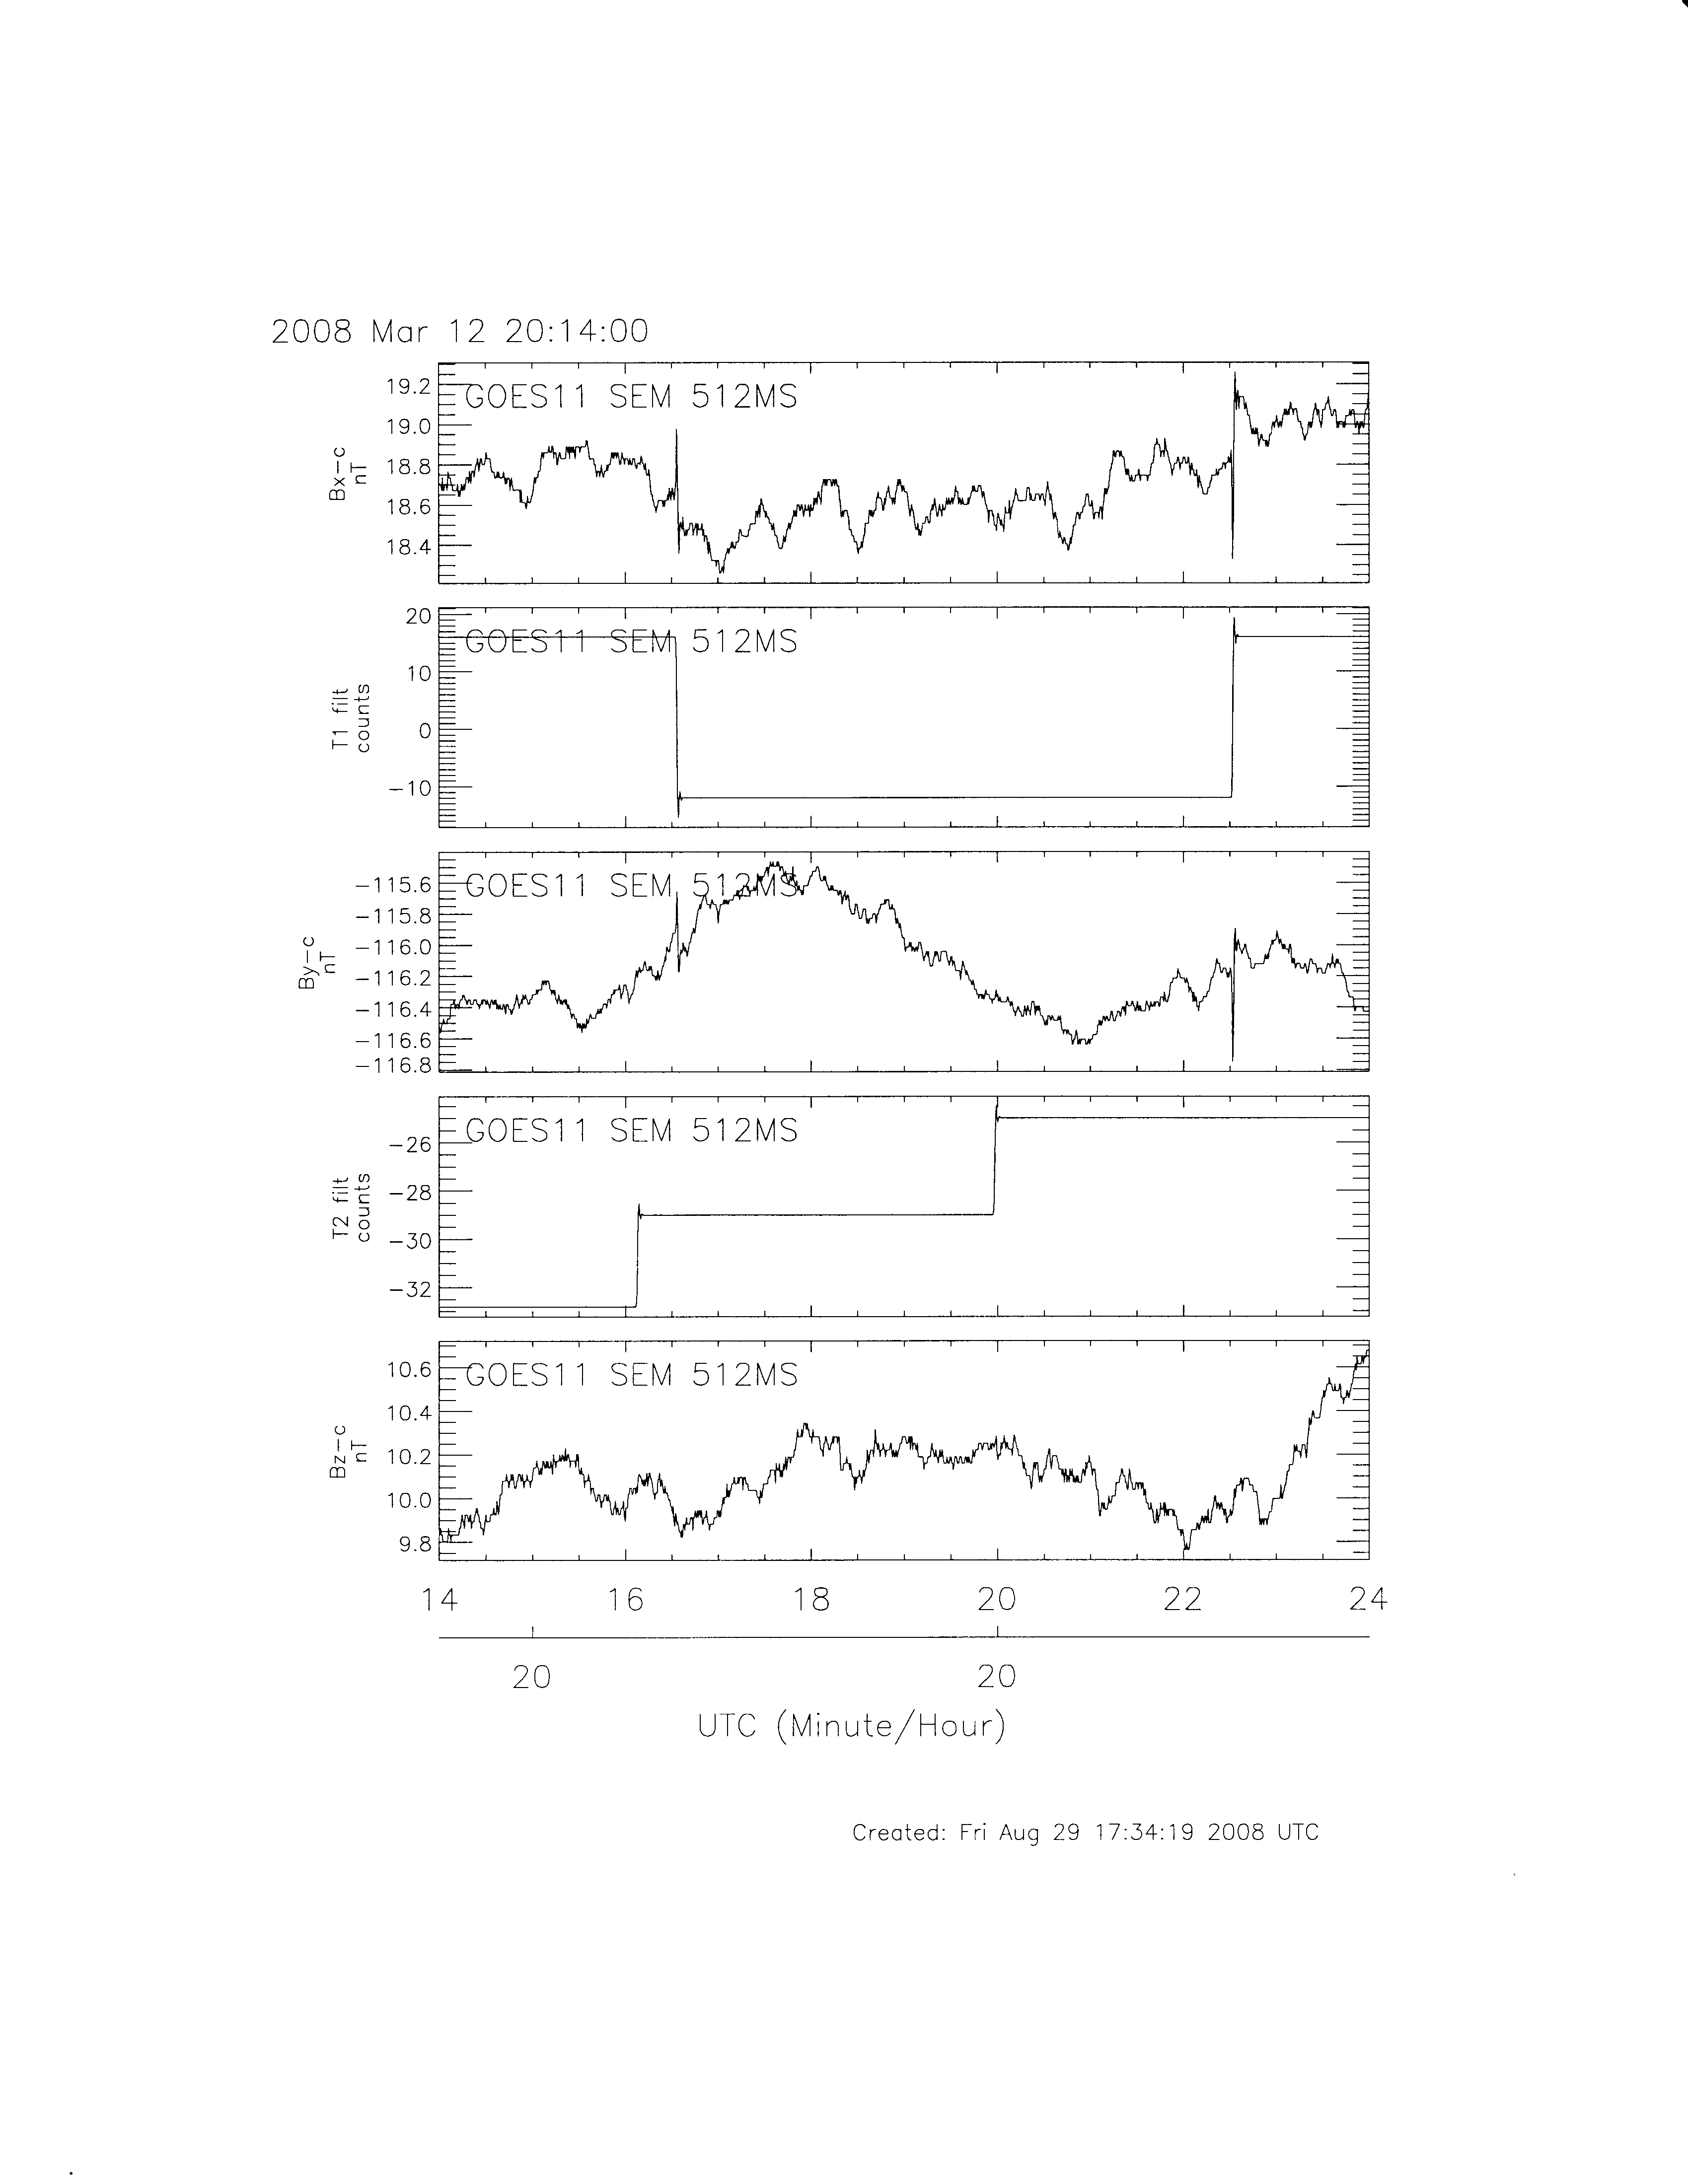 2008 Mar 12 20:14:00
GOES11 SEM 512MS
Bx-c
nT
19.2
19.0
18.8
18.6
18.4
GOES11 SEM 512MS
T1 filt
counts
20
10
0
-10
GOES11 SEM 512MS
By-c
nT
-115.6
-115.8
-116.0
-116.2
-116.4
-116.6
-116.8
GOES11 SEM 512MS
T2 filt
counts
-26
-28
-30
-32
GOES11 SEM 512MS
Bz-c
nT
10.6
10.4
10.2
10.0
9.8
14 16 18 20 22 24
20 20
UTC (Minute/Hour)
Created: Fri Aug 29 17:34:19 2008 UTC